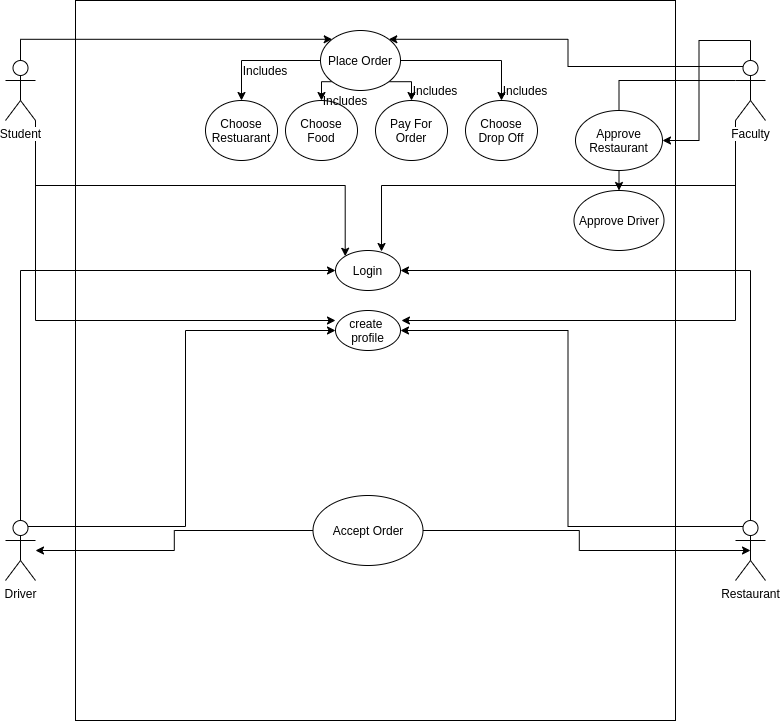 Place Order
Includes
Includes
Includes
Includes
Student
Choose
Restuarant
Choose
Food
Pay For
Order
Choose
Drop Off
Approve
Restaurant
Faculty
Approve Driver
Login
create
profile
Accept Order
Driver
Restaurant